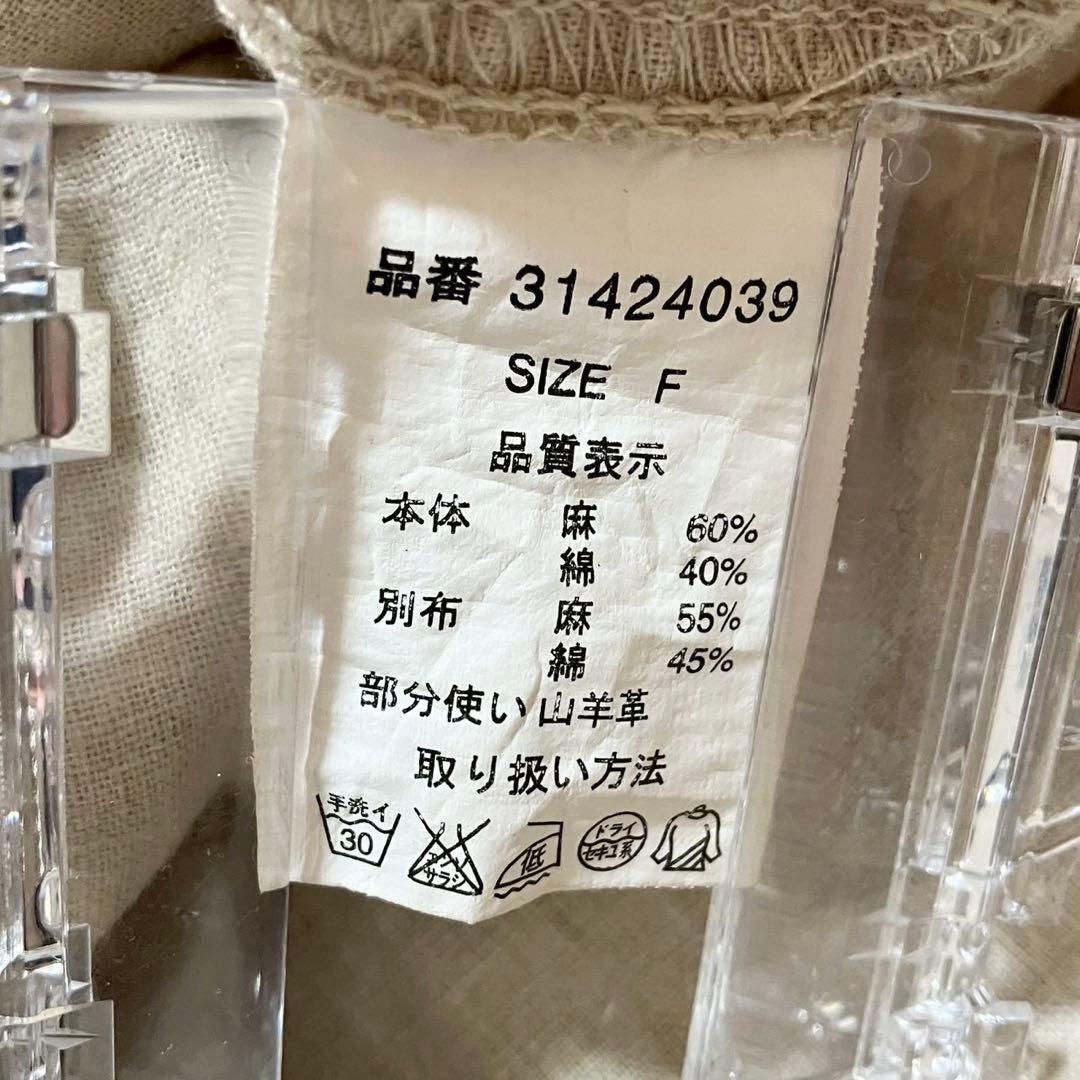 品番 31424039
SIZE F
品質表示
本体 麻 60%
綿 40%
別布 麻 55%
綿 45%
部分使い山羊革
取り扱い方法
手洗イ 30
エンソ サラシ
低
ドライ セキユ系